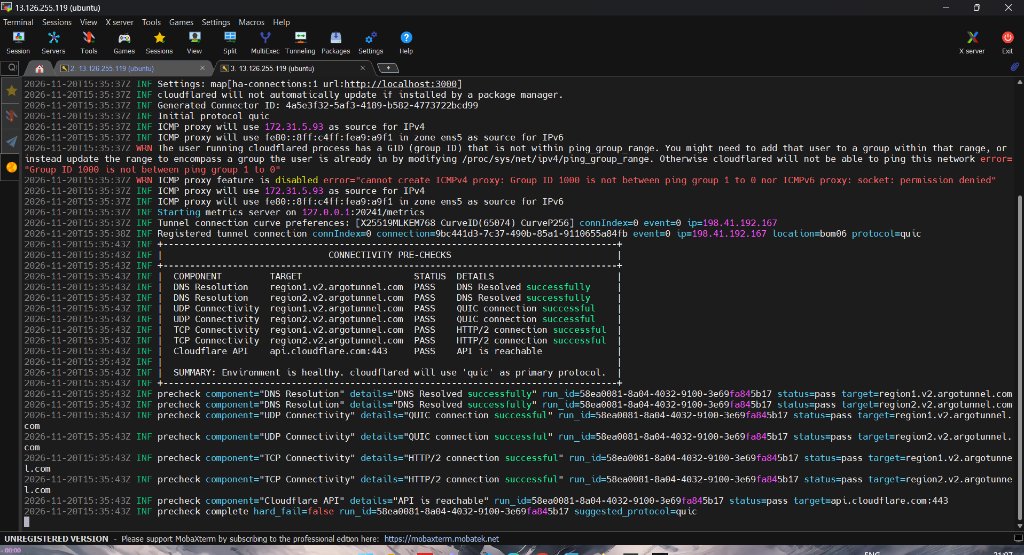 13.126.255.119 (ubuntu)
Terminal Sessions View X server Tools Games Settings Macros Help
Session Servers Tools Games Sessions View Split MultiExec Tunneling Packages Settings Help X server Exit
2. 13.126.255.119 (ubuntu) 3. 13.126.255.119 (ubuntu)
2026-11-20T15:35:37Z INF Settings: map[ha-connections:1 url:http://localhost:3000]
2026-11-20T15:35:37Z INF cloudflared will not automatically update if installed by a package manager.
2026-11-20T15:35:37Z INF Generated Connector ID: 4a5e3f32-5af3-4189-b582-4773722bcd99
2026-11-20T15:35:37Z INF Initial protocol quic
2026-11-20T15:35:37Z INF ICMP proxy will use 172.31.5.93 as source for IPv4
2026-11-20T15:35:37Z INF ICMP proxy will use fe80::8ff:fc4ff:fea9:a9f1 in zone ens5 as source for IPv6
2026-11-20T15:35:37Z WRN The user running cloudflared process has a GID (group ID) that is not within ping_group_range. You might need to add that user to a group within that range, or
instead update the range to encompass a group the user is already in by modifying /proc/sys/net/ipv4/ping_group_range. Otherwise cloudflared will not be able to ping this network error=
"Group ID 1000 is not between ping group 1 to 0"
2026-11-20T15:35:37Z WRN ICMP proxy feature is disabled error="cannot create ICMPv4 proxy: Group ID 1000 is not between ping group 1 to 0 nor ICMPv6 proxy: socket: permission denied"
2026-11-20T15:35:37Z INF ICMP proxy will use 172.31.5.93 as source for IPv4
2026-11-20T15:35:37Z INF ICMP proxy will use in zone ens5 as source for IPv6
2026-11-20T15:35:37Z INF Starting metrics server on 127.0.0.1:20241/metrics
2026-11-20T15:35:37Z INF Tunnel connection curve preferences: [X25519MLKEM768 CurveID(65074) CurveP256] connIndex=0 event=0 ip=198.41.192.167
2026-11-20T15:35:38Z INF Registered tunnel connection connIndex=0 connection=9bc441d3-7c37-490b-85a1-9110655a84fb event=0 ip=198.41.192.167 location=bom06 protocol=quic
2026-11-20T15:35:43Z INF
2026-11-20T15:35:43Z INF | CONNECTIVITY PRE-CHECKS |
2026-11-20T15:35:43Z INF
2026-11-20T15:35:43Z INF | COMPONENT TARGET STATUS DETAILS |
2026-11-20T15:35:43Z INF | DNS Resolution region1.v2.argotunnel.com PASS DNS Resolved successfully |
2026-11-20T15:35:43Z INF | DNS Resolution region2.v2.argotunnel.com PASS DNS Resolved successfully |
2026-11-20T15:35:43Z INF | UDP Connectivity region1.v2.argotunnel.com PASS QUIC connection successful |
2026-11-20T15:35:43Z INF | UDP Connectivity region2.v2.argotunnel.com PASS QUIC connection successful |
2026-11-20T15:35:43Z INF | TCP Connectivity region1.v2.argotunnel.com PASS HTTP/2 connection successful |
2026-11-20T15:35:43Z INF | TCP Connectivity region2.v2.argotunnel.com PASS HTTP/2 connection successful |
2026-11-20T15:35:43Z INF | Cloudflare API api.cloudflare.com:443 PASS API is reachable |
2026-11-20T15:35:43Z INF | |
2026-11-20T15:35:43Z INF | SUMMARY: Environment is healthy. cloudflared will use 'quic' as primary protocol. |
2026-11-20T15:35:43Z INF
2026-11-20T15:35:43Z INF precheck component="DNS Resolution" details="DNS Resolved successfully" run_id=58ea0081-8a04-4032-9100-3e69fa845b17 status=pass target=region1.v2.argotunnel.com
2026-11-20T15:35:43Z INF precheck component="DNS Resolution" details="DNS Resolved successfully" run_id=58ea0081-8a04-4032-9100-3e69fa845b17 status=pass target=region2.v2.argotunnel.com
2026-11-20T15:35:43Z INF precheck component="UDP Connectivity" details="QUIC connection successful" run_id=58ea0081-8a04-4032-9100-3e69fa845b17 status=pass target=region1.v2.argotunnel.
com
2026-11-20T15:35:43Z INF precheck component="UDP Connectivity" details="QUIC connection successful" run_id=58ea0081-8a04-4032-9100-3e69fa845b17 status=pass target=region2.v2.argotunnel.
com
2026-11-20T15:35:43Z INF precheck component="TCP Connectivity" details="HTTP/2 connection successful" run_id=58ea0081-8a04-4032-9100-3e69fa845b17 status=pass target=region1.v2.argotunne
l.com
2026-11-20T15:35:43Z INF precheck component="TCP Connectivity" details="HTTP/2 connection successful" run_id=58ea0081-8a04-4032-9100-3e69fa845b17 status=pass target=region2.v2.argotunne
l.com
2026-11-20T15:35:43Z INF precheck component="Cloudflare API" details="API is reachable" run_id=58ea0081-8a04-4032-9100-3e69fa845b17 status=pass target=api.cloudflare.com:443
2026-11-20T15:35:43Z INF precheck complete hard_fail=false run_id=58ea0081-8a04-4032-9100-3e69fa845b17 suggested_protocol=quic
UNREGISTERED VERSION - Please support MobaXterm by subscribing to the professional edition here: https://mobaxterm.mobatek.net